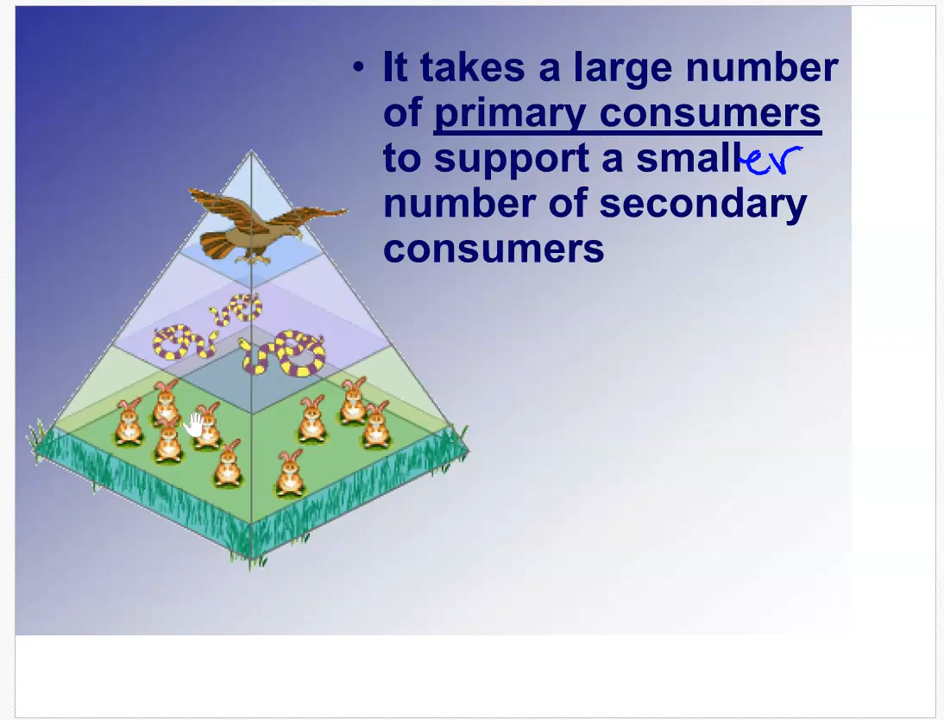 • It takes a large number
of primary consumers
to support a smaller
number of secondary
consumers